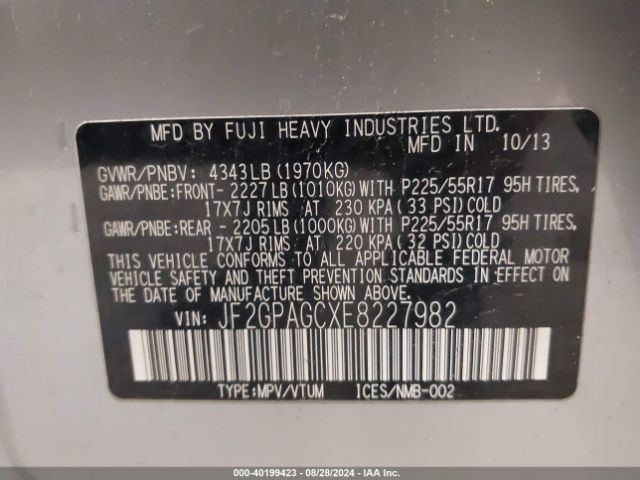 MFD BY FUJI HEAVY INDUSTRIES LTD.
MFD IN 10/13
GVWR/PNBV: 4343LB(1970KG)
GAWR/PNBE:FRONT-2227LB(1010KG)WITH P225/55R17 95H TIRES,
17X7J RIMS AT 230 KPA(33 PSI)COLD
GAWR/PNBE:REAR -2205LB(1000KG)WITH P225/55R17 95H TIRES,
17X7J RIMS AT 220 KPA(32 PSI)COLD
THIS VEHICLE CONFORMS TO ALL APPLICABLE FEDERAL MOTOR
VEHICLE SAFETY AND THEFT PREVENTION STANDARDS IN EFFECT ON
THE DATE OF MANUFACTURE SHOWN ABOVE.
VIN: JF2GPAGCXE8227982
TYPE:MPV/VTUM ICES/NMB-002
000-40199423 - 08/28/2024 - IAA Inc.